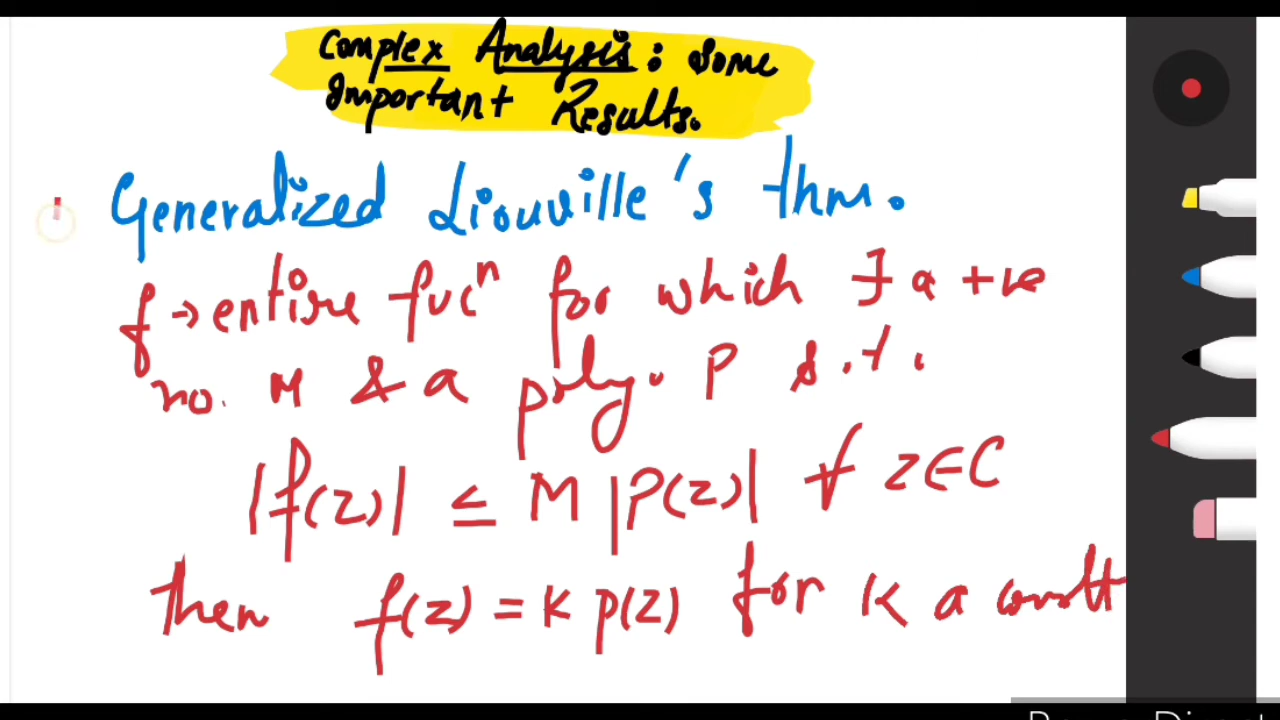 Complex Analysis: Some
Important Results.
Generalized Liouville's thm.
f → entire fucⁿ for which ∃ a +ve
no. M & a poly. P s.t.
|f(z)| ≤ M |P(z)| ∀ z∈C
then f(z) = K p(z) for K a constt